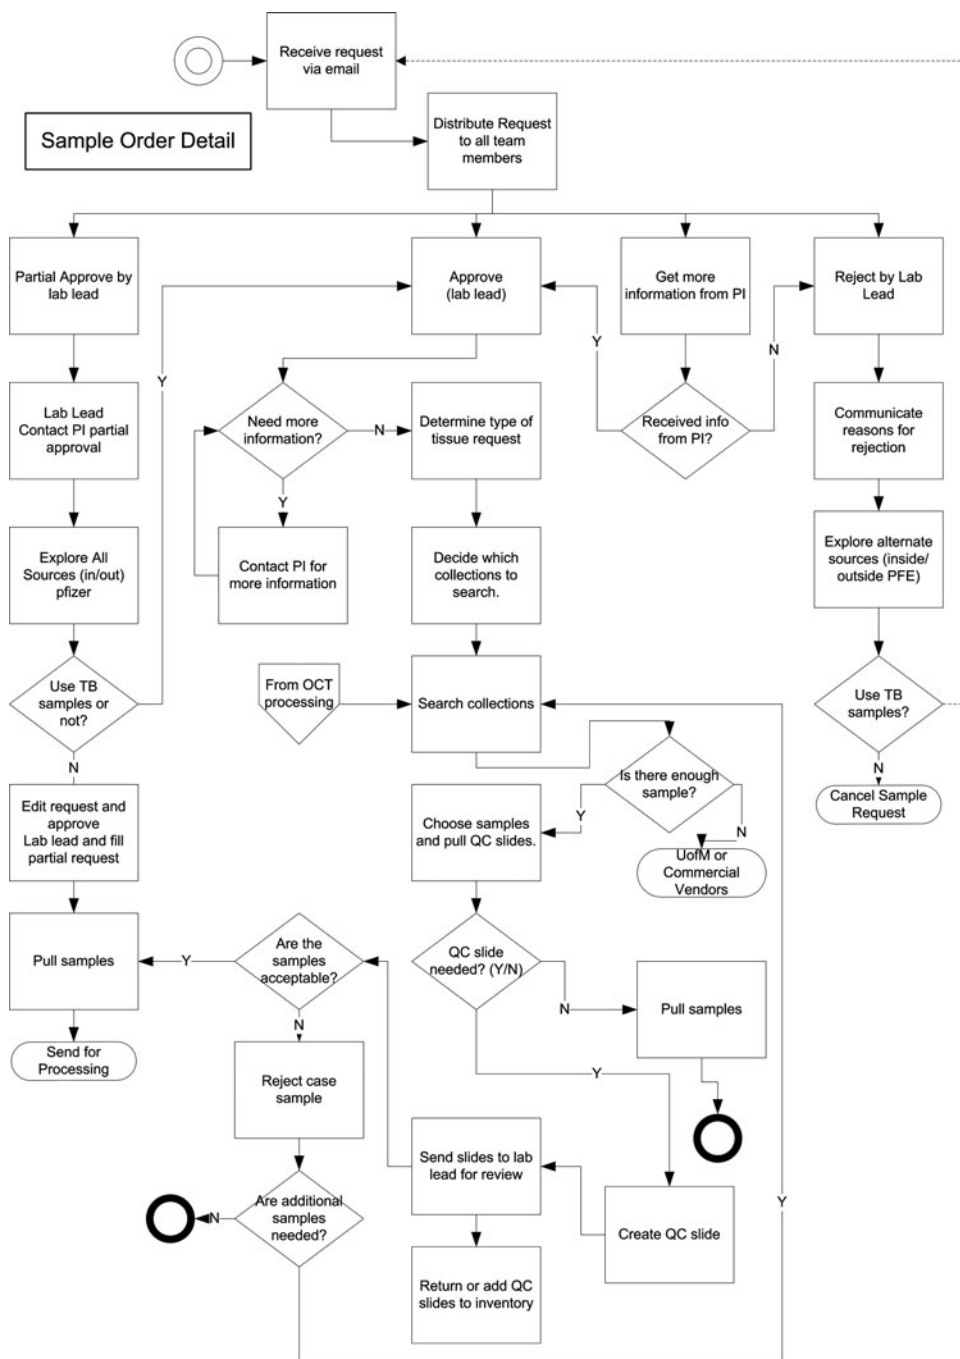 Receive request
via email
Sample Order Detail
Distribute Request
to all team
members
Partial Approve by
lab lead
Approve
(lab lead)
Get more
information from PI
Reject by Lab
Lead
Y
N
Y
Lab Lead
Contact PI partial
approval
Need more
information?
N
Determine type of
tissue request
Received info
from PI?
Communicate
reasons for
rejection
Y
Explore All
Sources (in/out)
pfizer
Contact PI for
more information
Decide which
collections to
search.
Explore alternate
sources (inside/
outside PFE)
Use TB
samples or
not?
From OCT
processing
Search collections
Use TB
samples?
N
Is there enough
sample?
N
Edit request and
approve
Lab lead and fill
partial request
Choose samples
and pull QC slides.
Y
N
Cancel Sample
Request
UofM or
Commercial
Vendors
Pull samples
Y
Are the
samples
acceptable?
QC slide
needed? (Y/N)
N
Pull samples
N
Send for
Processing
Reject case
sample
Y
Send slides to lab
lead for review
Are additional
samples
needed?
N
Create QC slide
Y
Return or add QC
slides to inventory